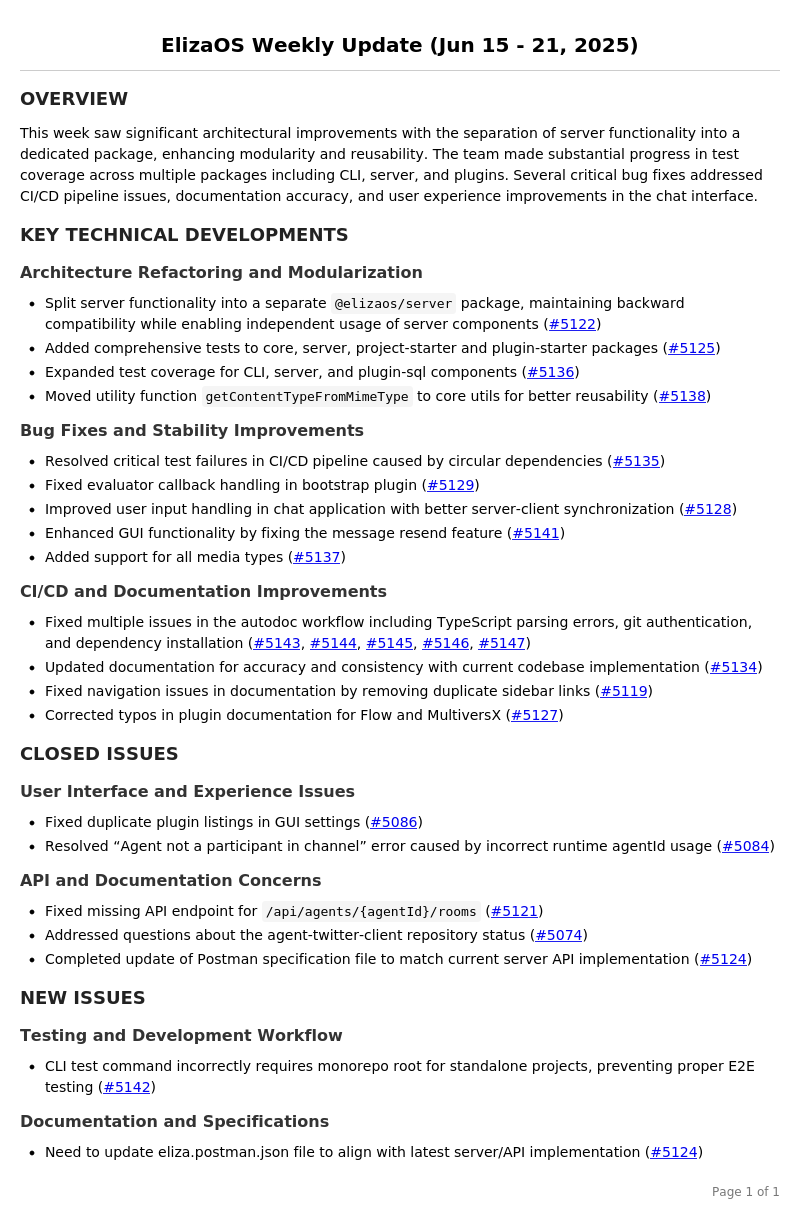 ElizaOS Weekly Update (Jun 15 - 21, 2025)
OVERVIEW
This week saw significant architectural improvements with the separation of server functionality into a
dedicated package, enhancing modularity and reusability. The team made substantial progress in test
coverage across multiple packages including CLI, server, and plugins. Several critical bug fixes addressed
CI/CD pipeline issues, documentation accuracy, and user experience improvements in the chat interface.
KEY TECHNICAL DEVELOPMENTS
Architecture Refactoring and Modularization
• Split server functionality into a separate @elizaos/server package, maintaining backward
compatibility while enabling independent usage of server components (#5122)
• Added comprehensive tests to core, server, project-starter and plugin-starter packages (#5125)
• Expanded test coverage for CLI, server, and plugin-sql components (#5136)
• Moved utility function getContentTypeFromMimeType to core utils for better reusability (#5138)
Bug Fixes and Stability Improvements
• Resolved critical test failures in CI/CD pipeline caused by circular dependencies (#5135)
• Fixed evaluator callback handling in bootstrap plugin (#5129)
• Improved user input handling in chat application with better server-client synchronization (#5128)
• Enhanced GUI functionality by fixing the message resend feature (#5141)
• Added support for all media types (#5137)
CI/CD and Documentation Improvements
• Fixed multiple issues in the autodoc workflow including TypeScript parsing errors, git authentication,
and dependency installation (#5143, #5144, #5145, #5146, #5147)
• Updated documentation for accuracy and consistency with current codebase implementation (#5134)
• Fixed navigation issues in documentation by removing duplicate sidebar links (#5119)
• Corrected typos in plugin documentation for Flow and MultiversX (#5127)
CLOSED ISSUES
User Interface and Experience Issues
• Fixed duplicate plugin listings in GUI settings (#5086)
• Resolved “Agent not a participant in channel” error caused by incorrect runtime agentId usage (#5084)
API and Documentation Concerns
• Fixed missing API endpoint for /api/agents/{agentId}/rooms (#5121)
• Addressed questions about the agent-twitter-client repository status (#5074)
• Completed update of Postman specification file to match current server API implementation (#5124)
NEW ISSUES
Testing and Development Workflow
• CLI test command incorrectly requires monorepo root for standalone projects, preventing proper E2E
testing (#5142)
Documentation and Specifications
• Need to update eliza.postman.json file to align with latest server/API implementation (#5124)
Page 1 of 1